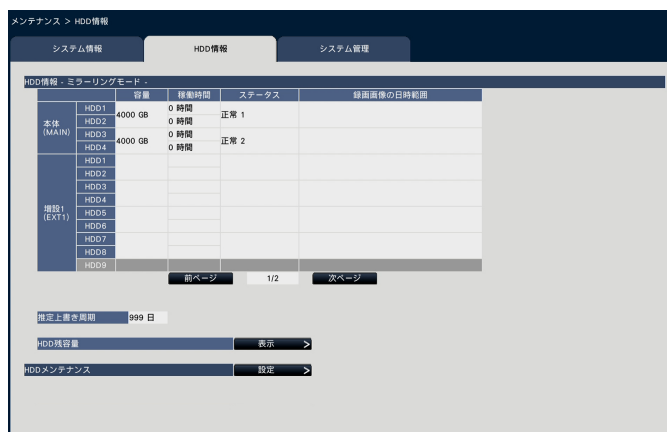 メンテナンス > HDD情報
システム情報 HDD情報 システム管理
HDD情報 - ミラーリングモード -
容量 稼働時間 ステータス 録画画像の日時範囲
本体
(MAIN)
HDD1 4000 GB 0 時間 正常 1
HDD2 0 時間
HDD3 4000 GB 0 時間 正常 2
HDD4 0 時間
増設1
(EXT1)
HDD1
HDD2
HDD3
HDD4
HDD5
HDD6
HDD7
HDD8
HDD9
前ページ 1/2 次ページ
推定上書き周期 999 日
HDD残容量 表示 >
HDDメンテナンス 設定 >